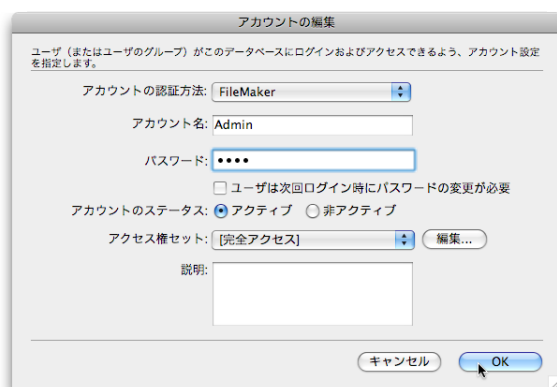 アカウントの編集
ユーザ（またはユーザのグループ）がこのデータベースにログインおよびアクセスできるよう、アカウント設定
を指定します。
アカウントの認証方法: FileMaker
アカウント名: Admin
パスワード: ••••
ユーザは次回ログイン時にパスワードの変更が必要
アカウントのステータス: アクティブ 非アクティブ
アクセス権セット: [完全アクセス] 編集...
説明:
キャンセル OK